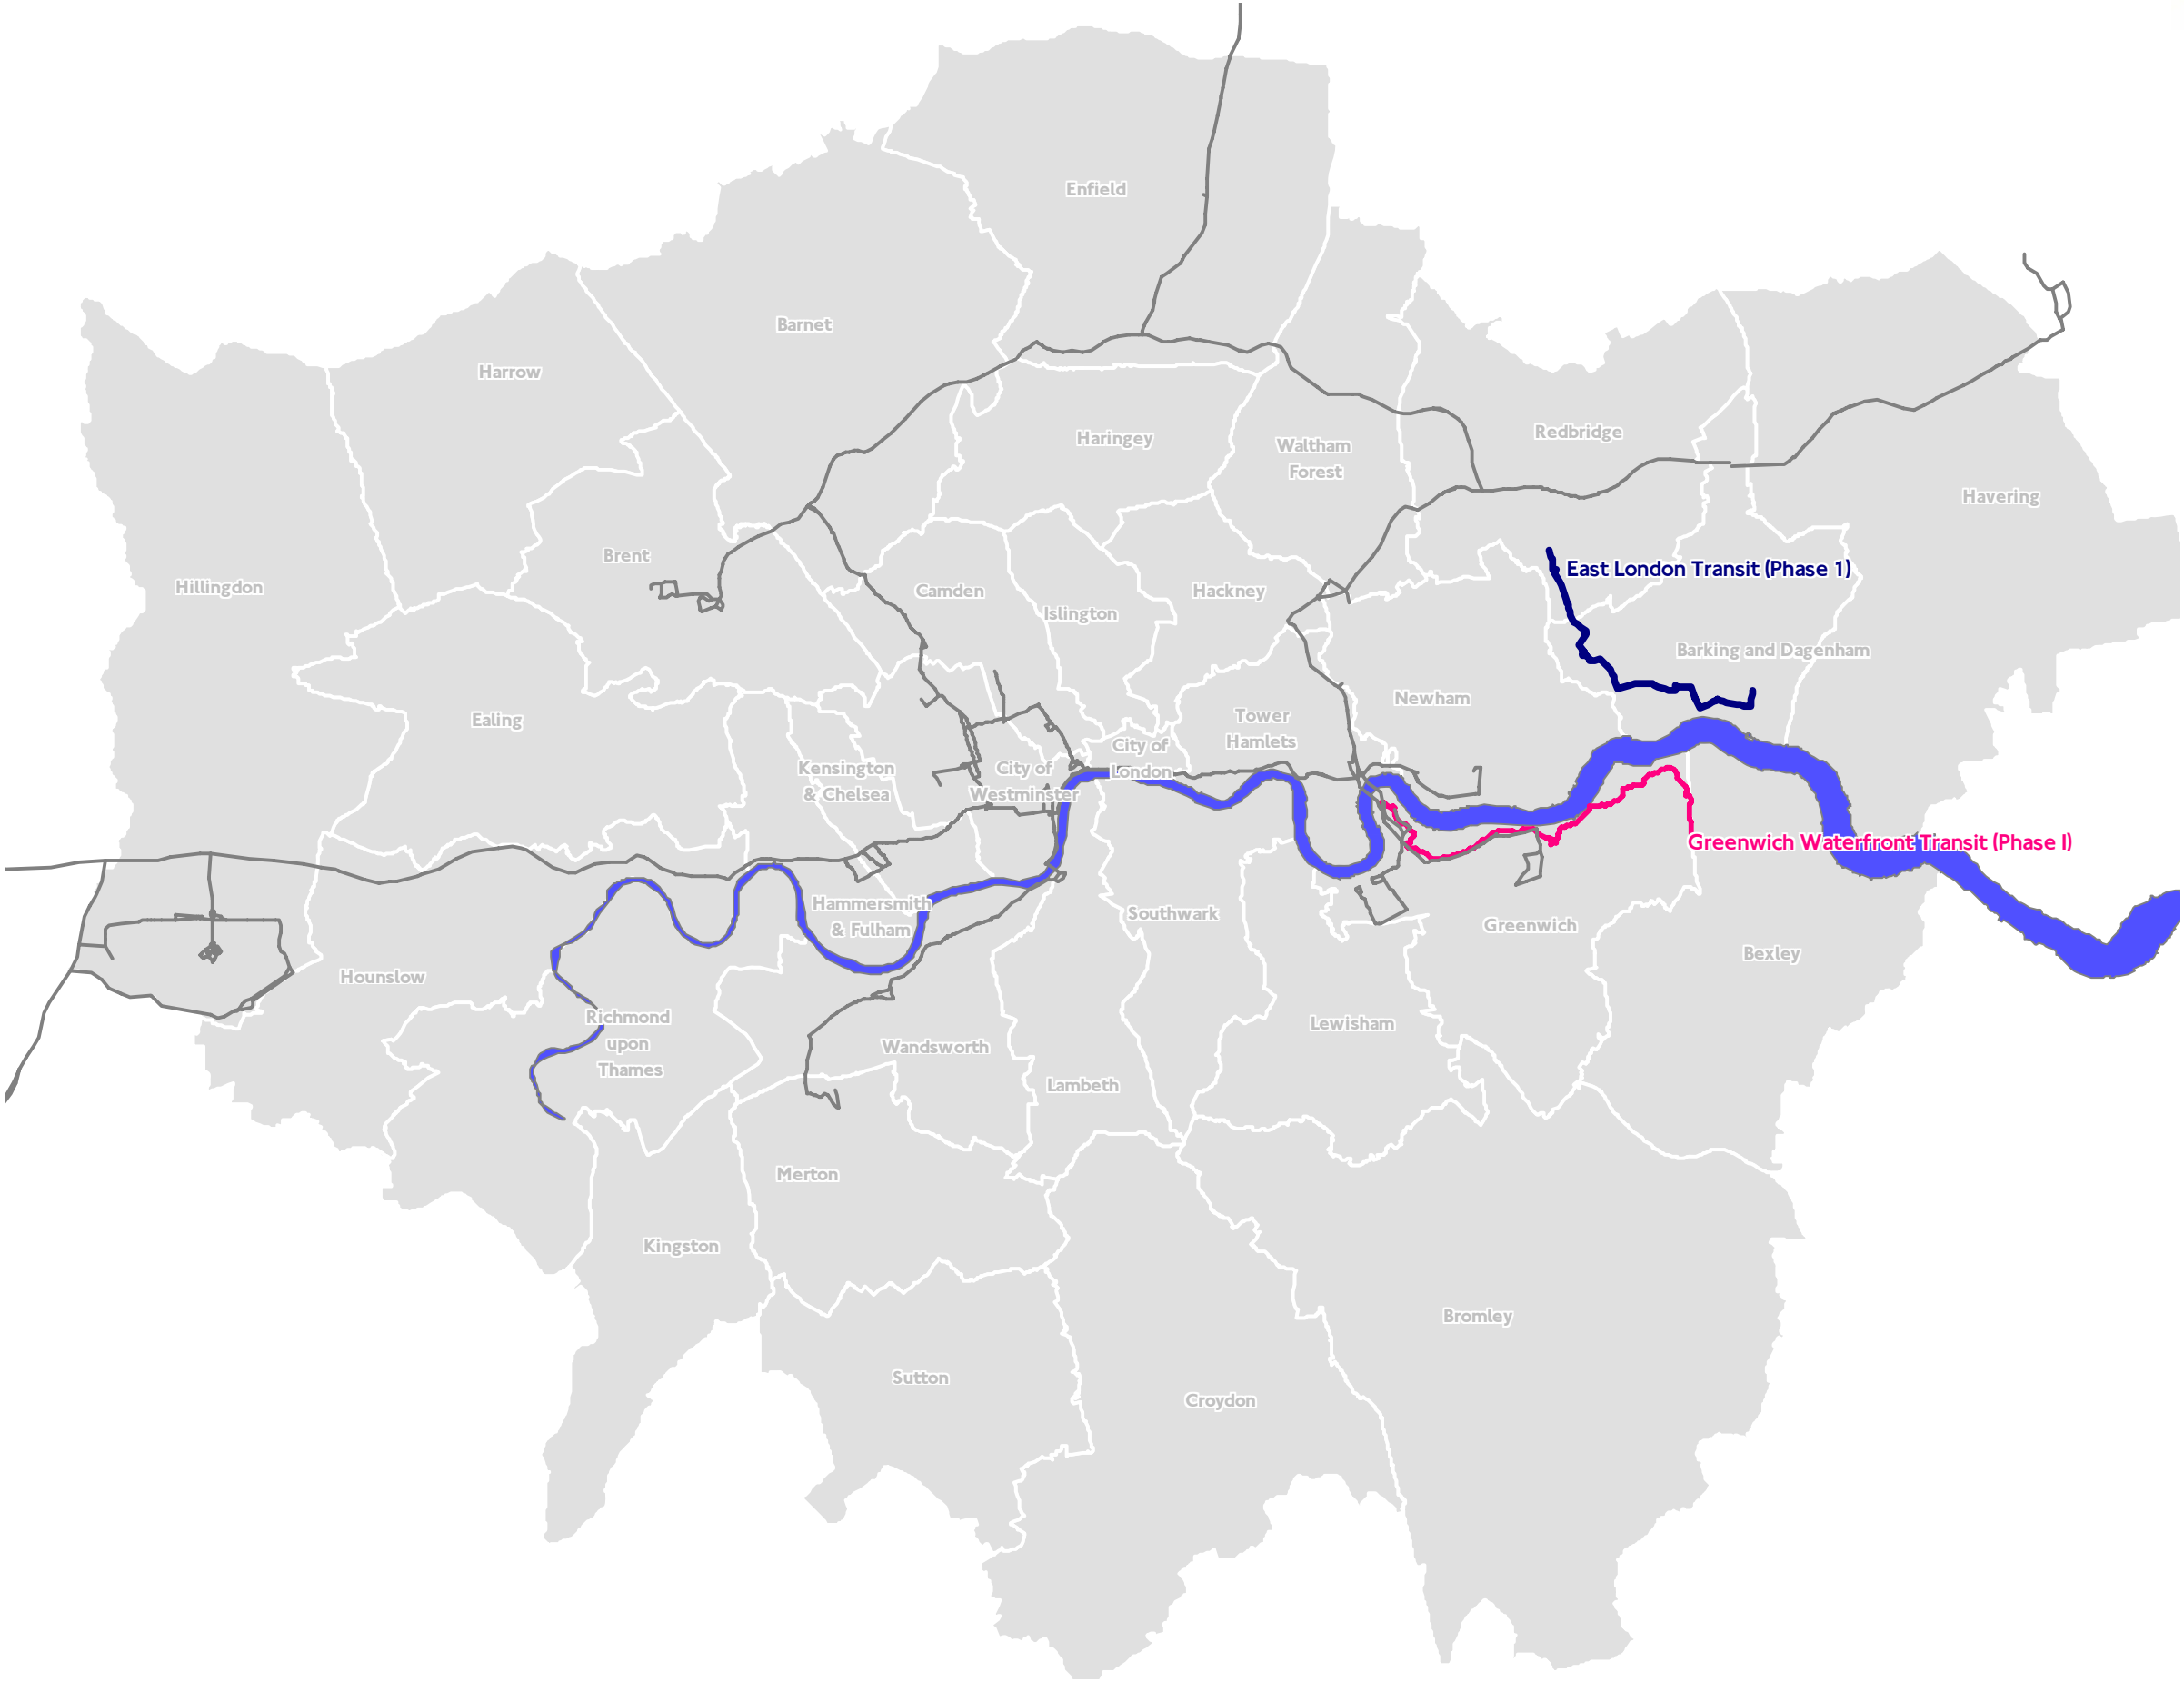 Enfield
Barnet
Harrow
Haringey
Waltham
Forest
Redbridge
Havering
Brent
Hillingdon
Camden
Islington
Hackney
East London Transit (Phase 1)
Barking and Dagenham
Ealing
Newham
Tower
Hamlets
Kensington
& Chelsea
City of
Westminster
City of
London
Greenwich Waterfront Transit (Phase I)
Hammersmith
& Fulham
Southwark
Greenwich
Bexley
Hounslow
Richmond
upon
Thames
Wandsworth
Lewisham
Lambeth
Merton
Kingston
Bromley
Sutton
Croydon